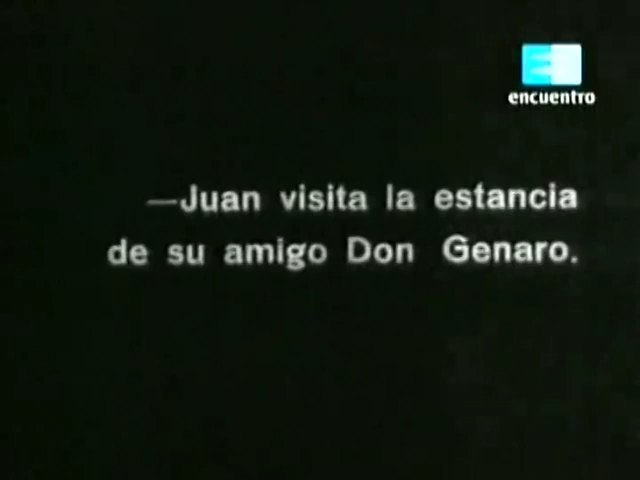 encuentro
—Juan visita la estancia
de su amigo Don Genaro.